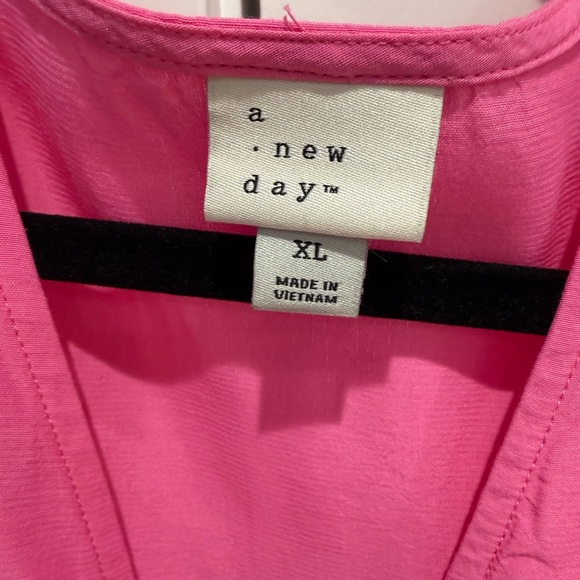 a
· new
day™
XL
MADE IN
VIETNAM